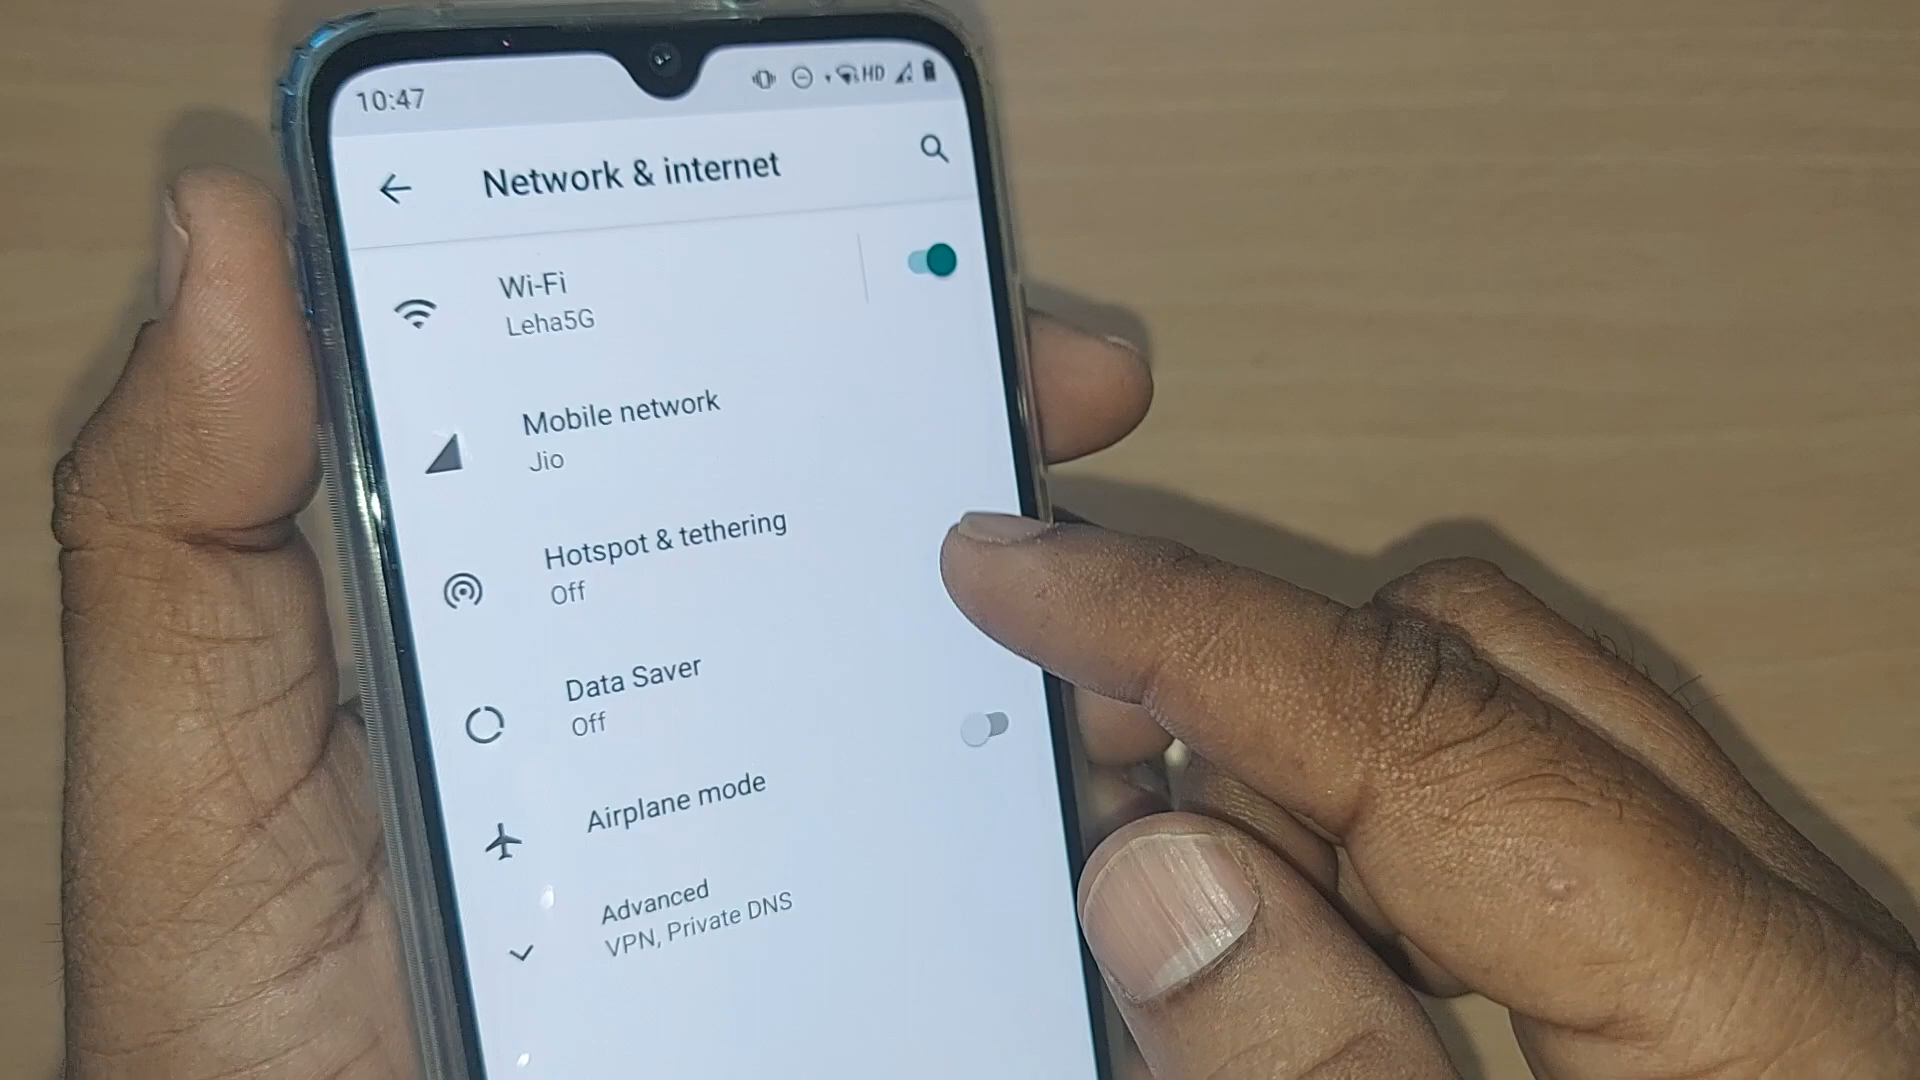 10:47
HD
Network & internet
Wi-Fi
Leha5G
Mobile network
Jio
Hotspot & tethering
Off
Data Saver
Off
Airplane mode
Advanced
VPN, Private DNS